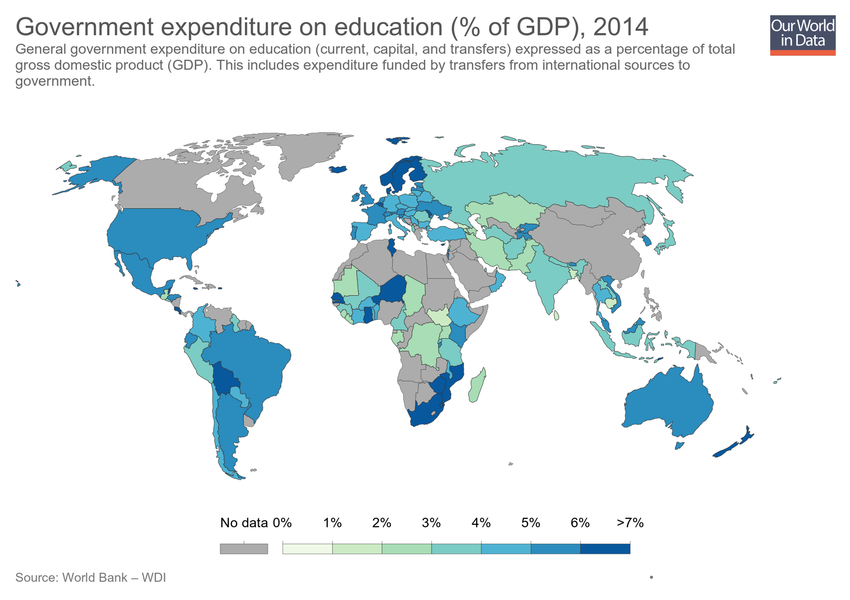 Government expenditure on education (% of GDP), 2014
Our World
in Data
General government expenditure on education (current, capital, and transfers) expressed as a percentage of total
gross domestic product (GDP). This includes expenditure funded by transfers from international sources to
government.
No data 0% 1% 2% 3% 4% 5% 6% >7%
Source: World Bank – WDI